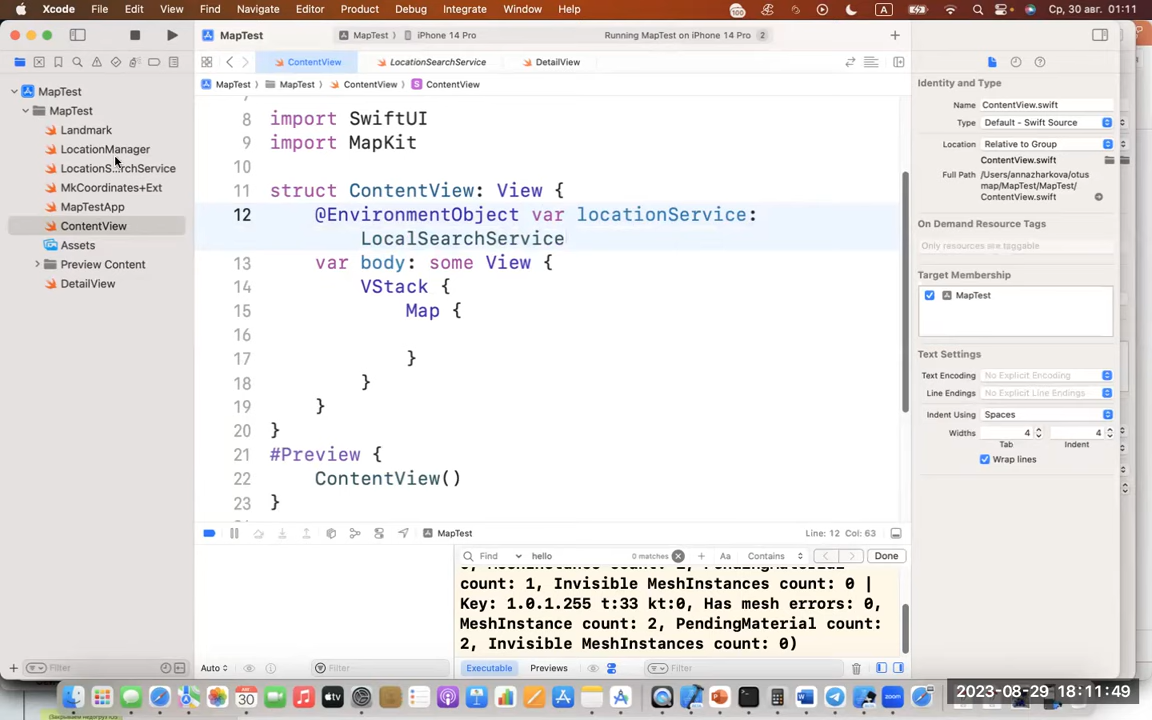 Xcode File Edit View Find Navigate Editor Product Debug Integrate Window Help
A
Ср, 30 авг. 01:11
MapTest
MapTest iPhone 14 Pro
Running MapTest on iPhone 14 Pro 2
ContentView
LocationSearchService
DetailView
MapTest MapTest ContentView ContentView
MapTest
MapTest
Landmark
LocationManager
LocationS...rchService
MkCoordinates+Ext
MapTestApp
ContentView
Assets
Preview Content
DetailView
8 import SwiftUI
9 import MapKit
10
11 struct ContentView: View {
12 @EnvironmentObject var locationService:
LocalSearchService
13 var body: some View {
14 VStack {
15 Map {
16
17 }
18 }
19 }
20 }
21 #Preview {
22 ContentView()
23 }
Identity and Type
Name ContentView.swift
Type Default - Swift Source
Location Relative to Group
ContentView.swift
Full Path /Users/annazharkova/otus
map/MapTest/MapTest/
ContentView.swift
On Demand Resource Tags
Only resources are taggable
Target Membership
MapTest
Text Settings
Text Encoding No Explicit Encoding
Line Endings No Explicit Line Endings
Indent Using Spaces
Widths 4 4
Tab Indent
Wrap lines
MapTest
Line: 12 Col: 63
Find hello 0 matches Aa Contains Done
count: 1, Invisible MeshInstances count: 0 |
Key: 1.0.1.255 t:33 kt:0, Has mesh errors: 0,
MeshInstance count: 2, PendingMaterial count:
2, Invisible MeshInstances count: 0)
Filter
Auto
Filter
Executable Previews
Filter
2023-08-29 18:11:49